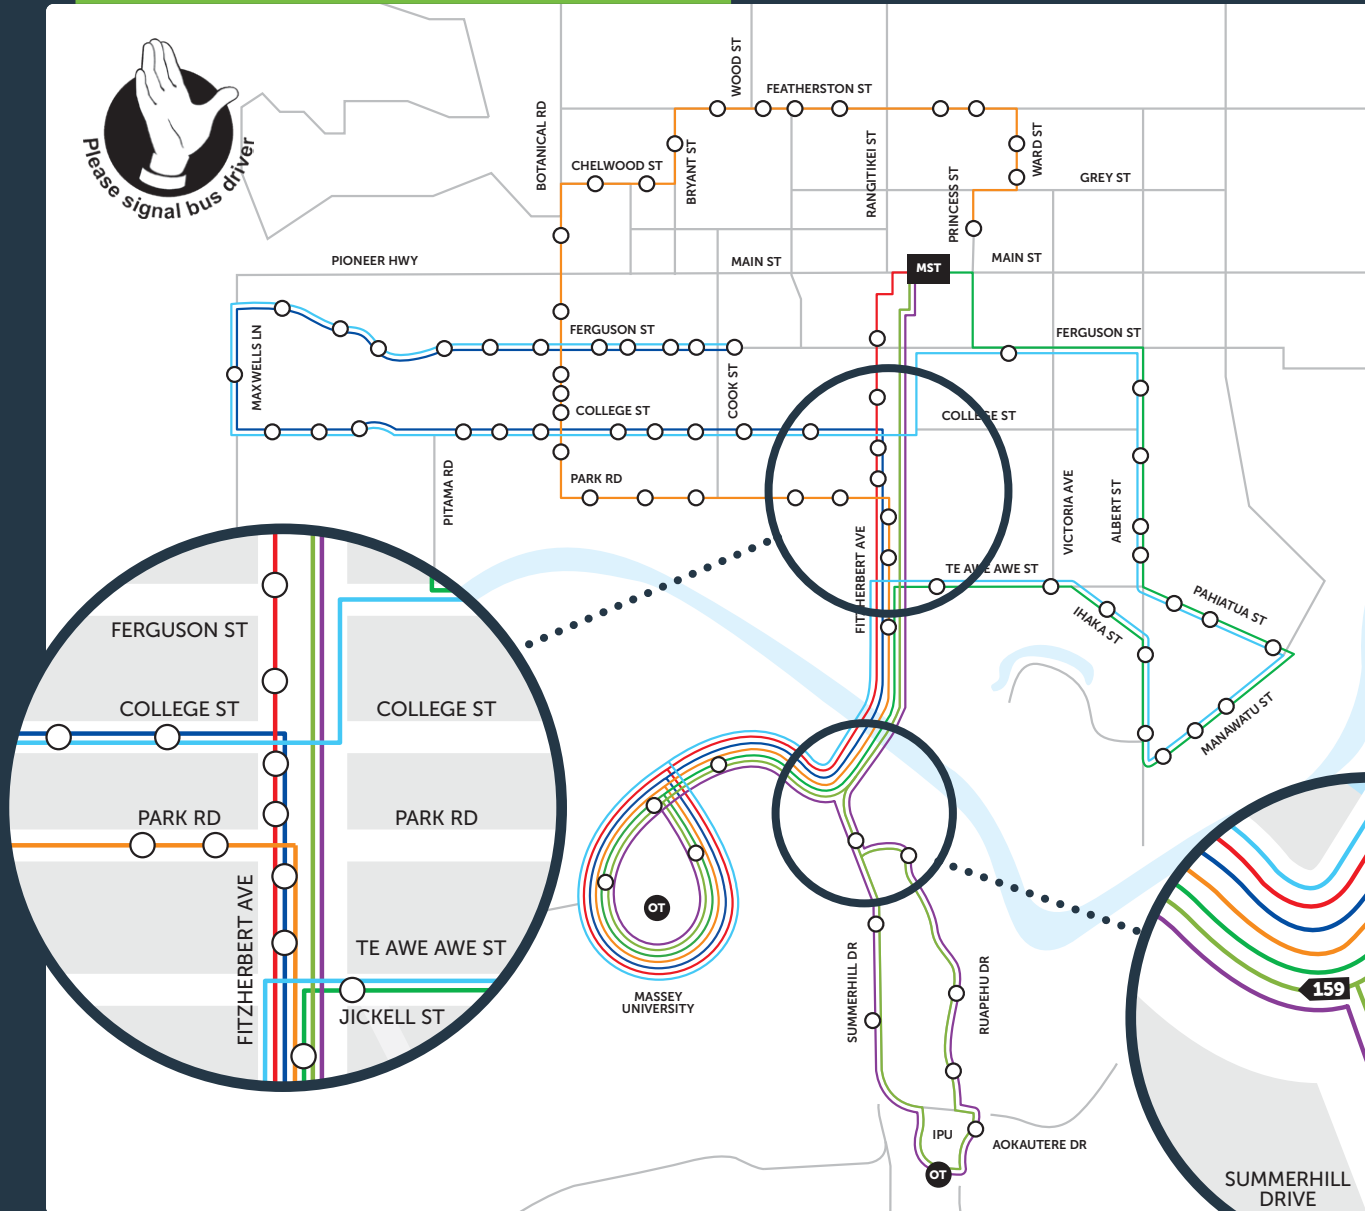 Please signal bus driver
WOOD ST
FEATHERSTON ST
BOTANICAL RD
CHELWOOD ST
BRYANT ST
RANGITIKEI ST
WARD ST
PRINCESS ST
GREY ST
PIONEER HWY
MAIN ST
MST
MAIN ST
MAXWELLS LN
FERGUSON ST
FERGUSON ST
COOK ST
COLLEGE ST
COLLEGE ST
PITAMA RD
PARK RD
VICTORIA AVE
ALBERT ST
FITZHERBERT AVE
TE AWE AWE ST
PAHIATUA ST
IHAKA ST
MANAWATU ST
FERGUSON ST
COLLEGE ST
COLLEGE ST
PARK RD
PARK RD
FITZHERBERT AVE
TE AWE AWE ST
JICKELL ST
OT
MASSEY
UNIVERSITY
SUMMERHILL DR
RUAPEHU DR
159
IPU
AOKAUTERE DR
OT
SUMMERHILL
DRIVE